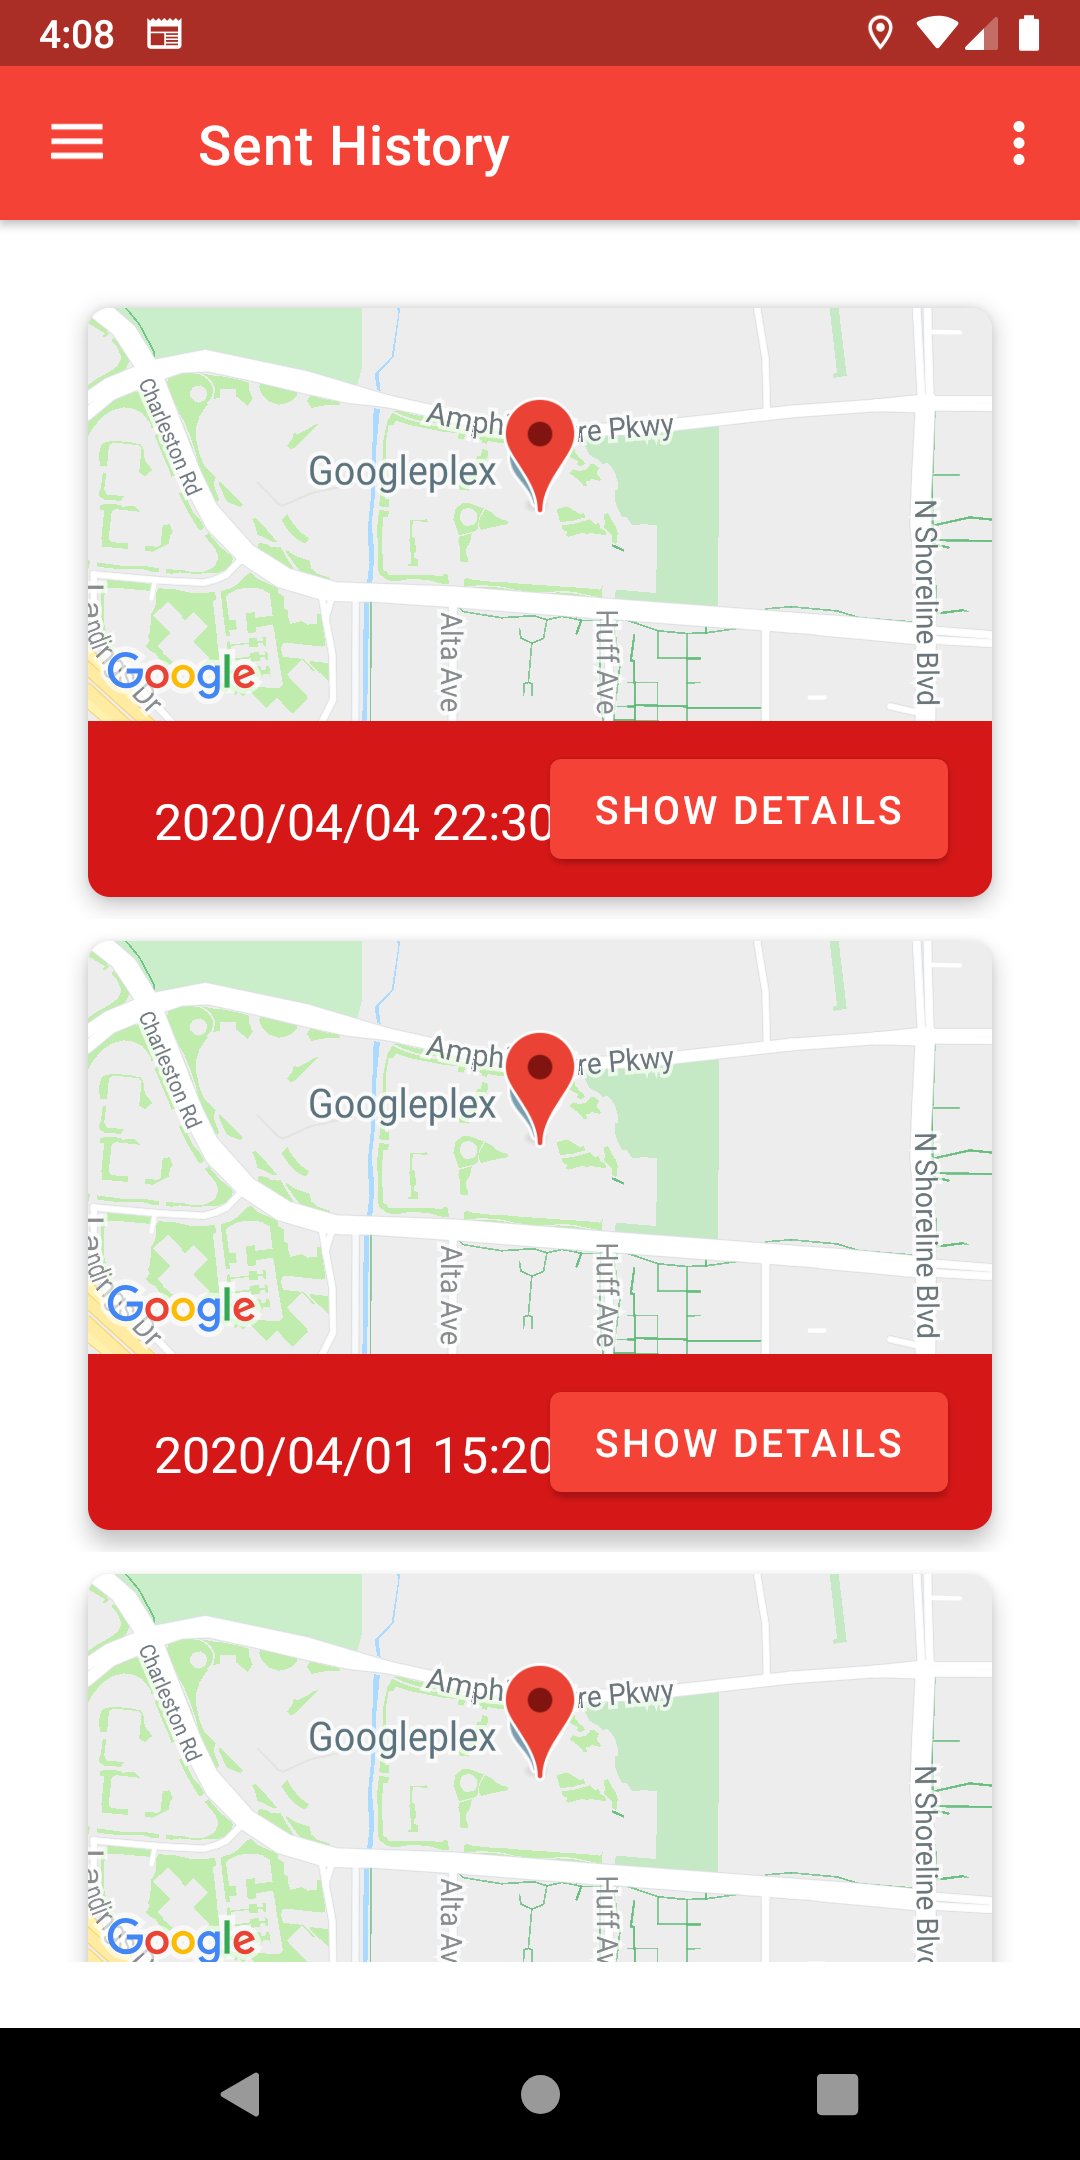 4:08
Sent History
Charleston Rd
Amph re Pkwy
Googleplex
N Shoreline Blvd
Alta Ave
Huff Ave
Dr
Google
2020/04/04 22:30
SHOW DETAILS
Charleston Rd
Amph re Pkwy
Googleplex
N Shoreline Blvd
Alta Ave
Huff Ave
Dr
Google
2020/04/01 15:20
SHOW DETAILS
Charleston Rd
Amph re Pkwy
Googleplex
N Shoreline Blv
Alta Av
Huff Av
Google